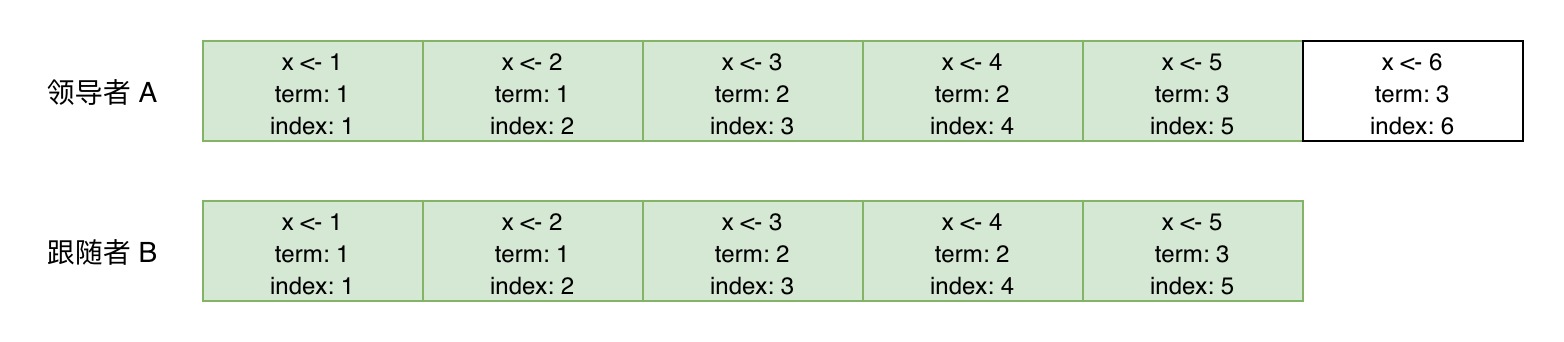 领导者 A
x <- 1
term: 1
index: 1
x <- 2
term: 1
index: 2
x <- 3
term: 2
index: 3
x <- 4
term: 2
index: 4
x <- 5
term: 3
index: 5
x <- 6
term: 3
index: 6
跟随者 B
x <- 1
term: 1
index: 1
x <- 2
term: 1
index: 2
x <- 3
term: 2
index: 3
x <- 4
term: 2
index: 4
x <- 5
term: 3
index: 5